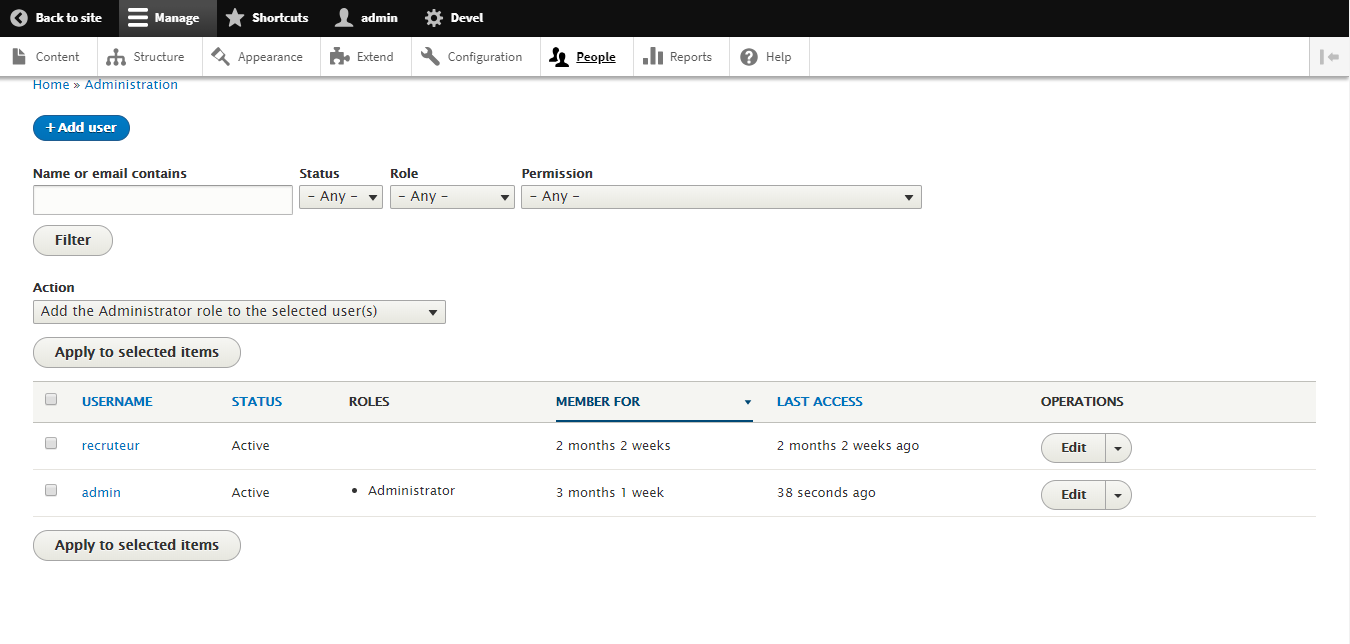 Back to site Manage Shortcuts admin Devel
Content Structure Appearance Extend Configuration People Reports Help
Home » Administration
+ Add user
Name or email contains Status Role Permission
- Any - - Any - - Any -
Filter
Action
Add the Administrator role to the selected user(s)
Apply to selected items
USERNAME STATUS ROLES MEMBER FOR LAST ACCESS OPERATIONS
recruteur Active 2 months 2 weeks 2 months 2 weeks ago Edit
admin Active • Administrator 3 months 1 week 38 seconds ago Edit
Apply to selected items